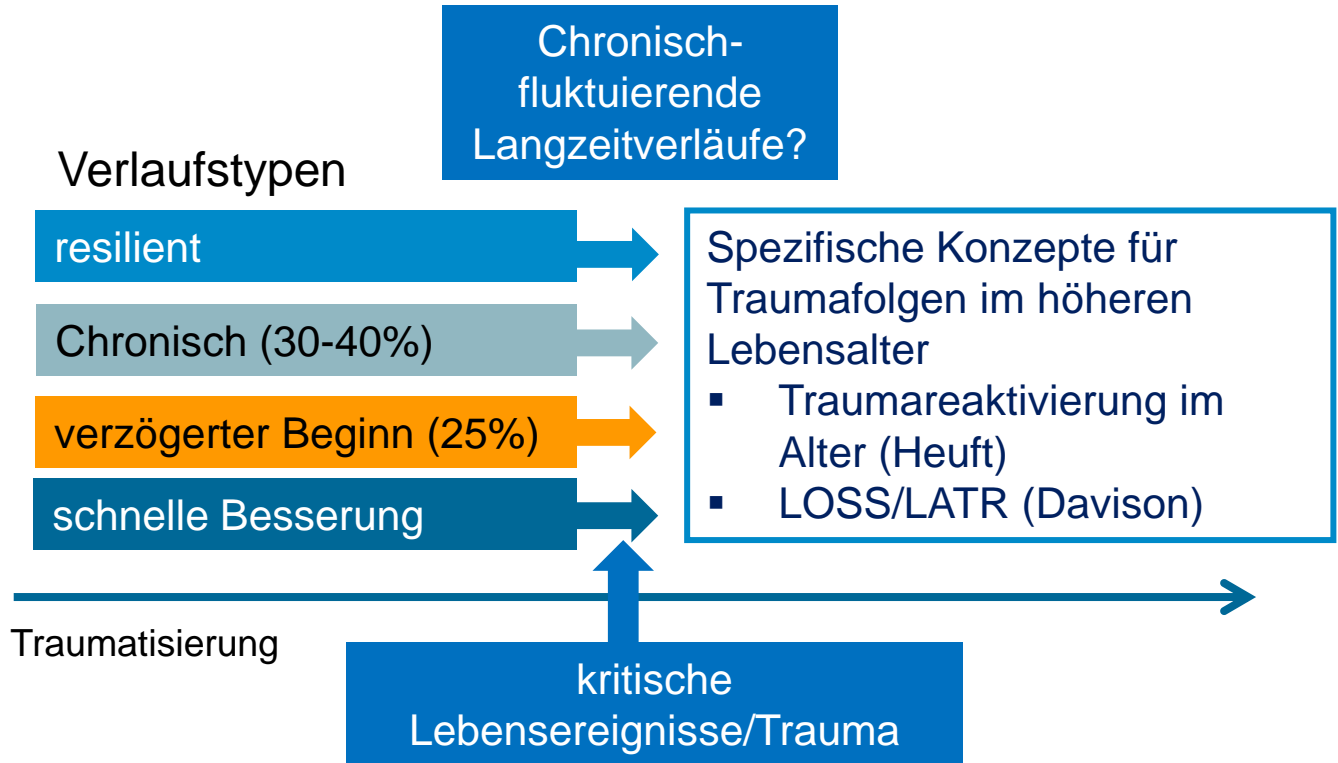 Chronisch-
fluktuierende
Langzeitverläufe?
Verlaufstypen
resilient
Chronisch (30-40%)
verzögerter Beginn (25%)
schnelle Besserung
Spezifische Konzepte für
Traumafolgen im höheren
Lebensalter
▪ Traumareaktivierung im
Alter (Heuft)
▪ LOSS/LATR (Davison)
Traumatisierung
kritische
Lebensereignisse/Trauma